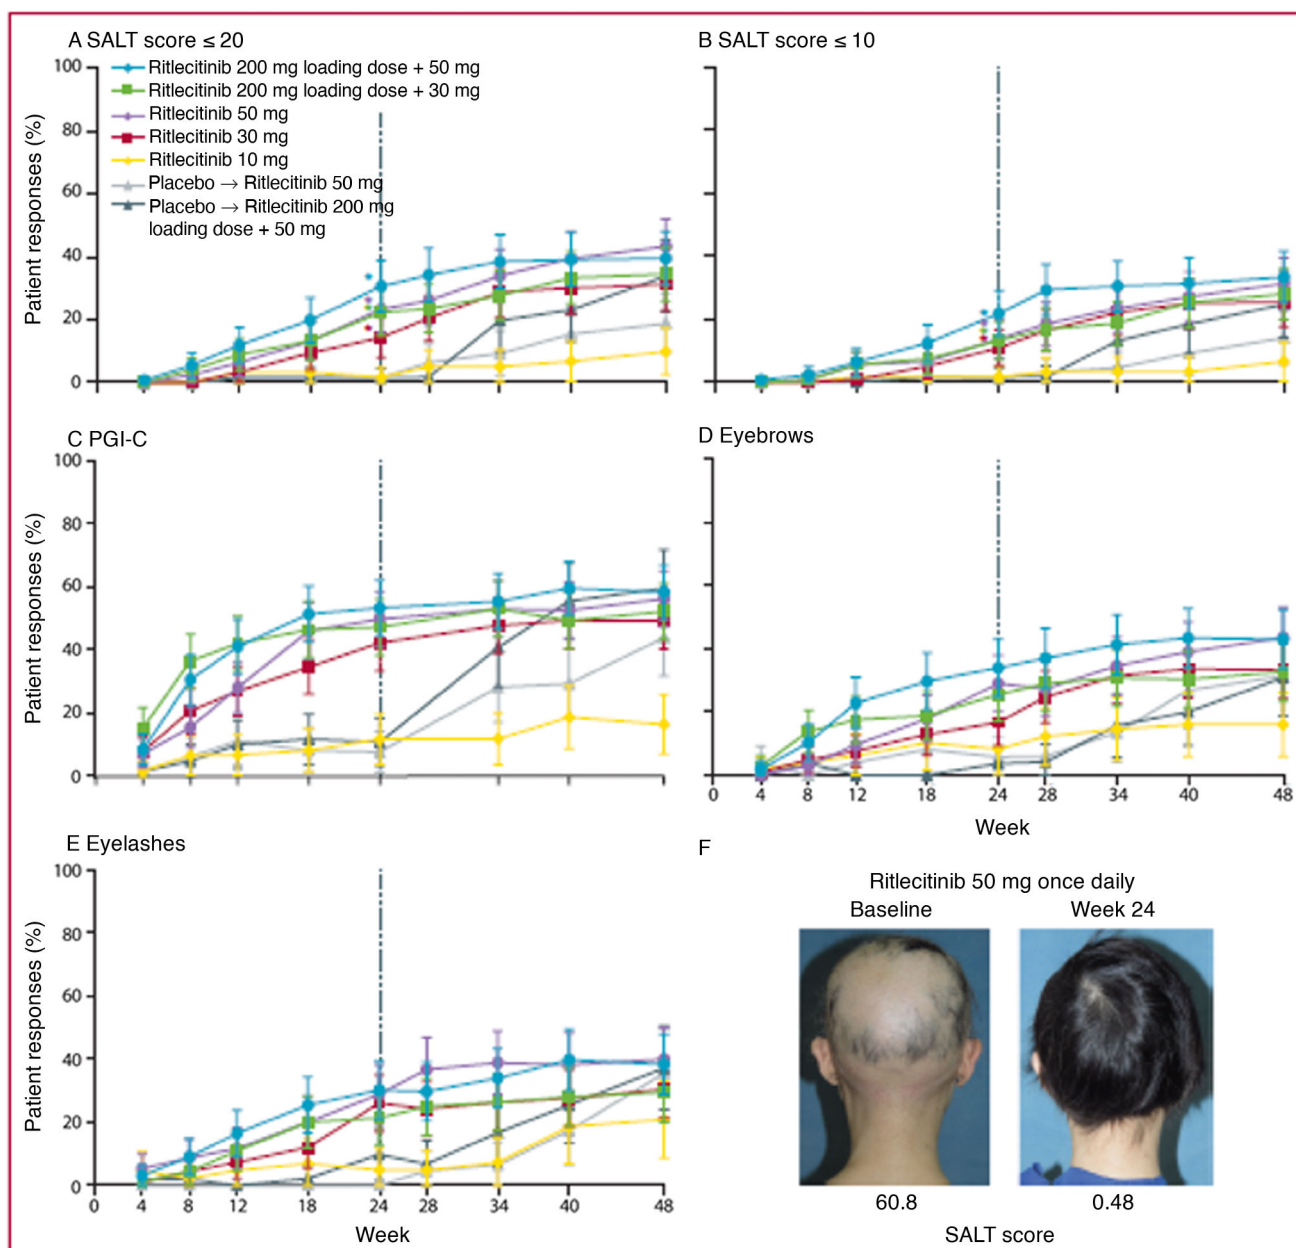 A SALT score ≤ 20
Patient responses (%)
100
80
60
40
20
0
Ritlecitinib 200 mg loading dose + 50 mg
Ritlecitinib 200 mg loading dose + 30 mg
Ritlecitinib 50 mg
Ritlecitinib 30 mg
Ritlecitinib 10 mg
Placebo → Ritlecitinib 50 mg
Placebo → Ritlecitinib 200 mg
loading dose + 50 mg
*
*
*
*
B SALT score ≤ 10
*
*
*
*
C PGI-C
Patient responses (%)
100
80
60
40
20
0
D Eyebrows
0 4 8 12 18 24 28 34 40 48
Week
E Eyelashes
Patient responses (%)
100
80
60
40
20
0
0 4 8 12 18 24 28 34 40 48
Week
F
Ritlecitinib 50 mg once daily
Baseline Week 24
60.8 0.48
SALT score